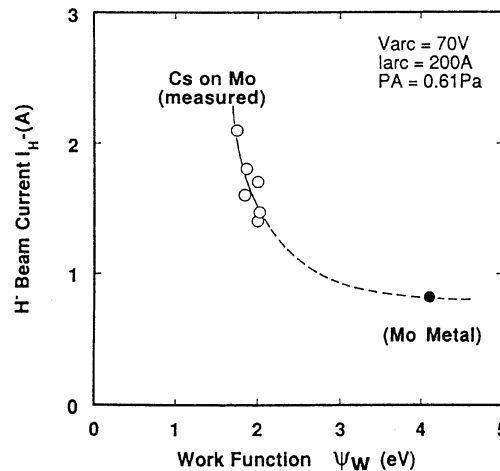 3
2
1
0
H⁻ Beam Current I_H-(A)
Varc = 70V
Iarc = 200A
PA = 0.61Pa
Cs on Mo
(measured)
(Mo Metal)
0 1 2 3 4 5
Work Function Ψw (eV)